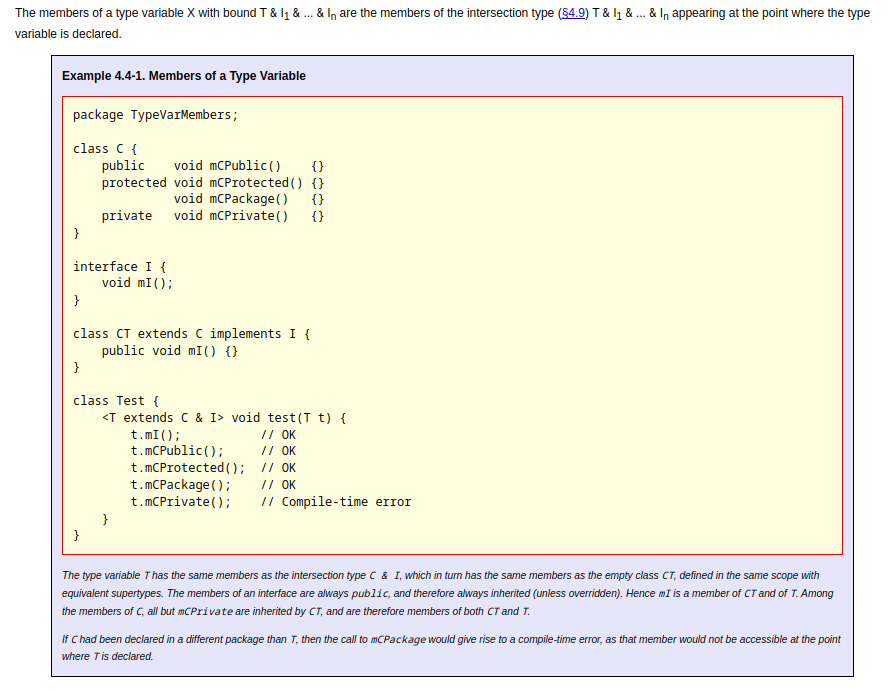 The members of a type variable X with bound T & I1 & ... & In are the members of the intersection type (§4.9) T & I1 & ... & In appearing at the point where the type
variable is declared.
Example 4.4-1. Members of a Type Variable
package TypeVarMembers;
class C {
    public    void mCPublic()    {}
    protected void mCProtected() {}
              void mCPackage()   {}
    private   void mCPrivate()   {}
}
interface I {
    void mI();
}
class CT extends C implements I {
    public void mI() {}
}
class Test {
    <T extends C & I> void test(T t) {
        t.mI();           // OK
        t.mCPublic();     // OK
        t.mCProtected();  // OK
        t.mCPackage();    // OK
        t.mCPrivate();    // Compile-time error
    }
}
The type variable T has the same members as the intersection type C & I, which in turn has the same members as the empty class CT, defined in the same scope with
equivalent supertypes. The members of an interface are always public, and therefore always inherited (unless overridden). Hence mI is a member of CT and of T. Among
the members of C, all but mCPrivate are inherited by CT, and are therefore members of both CT and T.
If C had been declared in a different package than T, then the call to mCPackage would give rise to a compile-time error, as that member would not be accessible at the point
where T is declared.